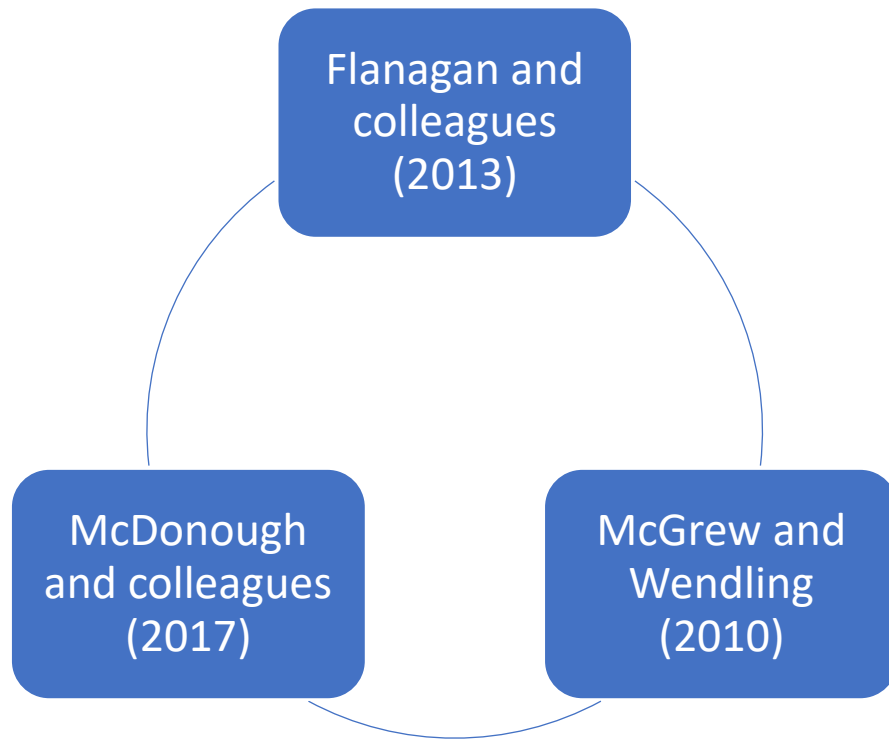 Flanagan and
colleagues
(2013)
McDonough
and colleagues
(2017)
McGrew and
Wendling
(2010)